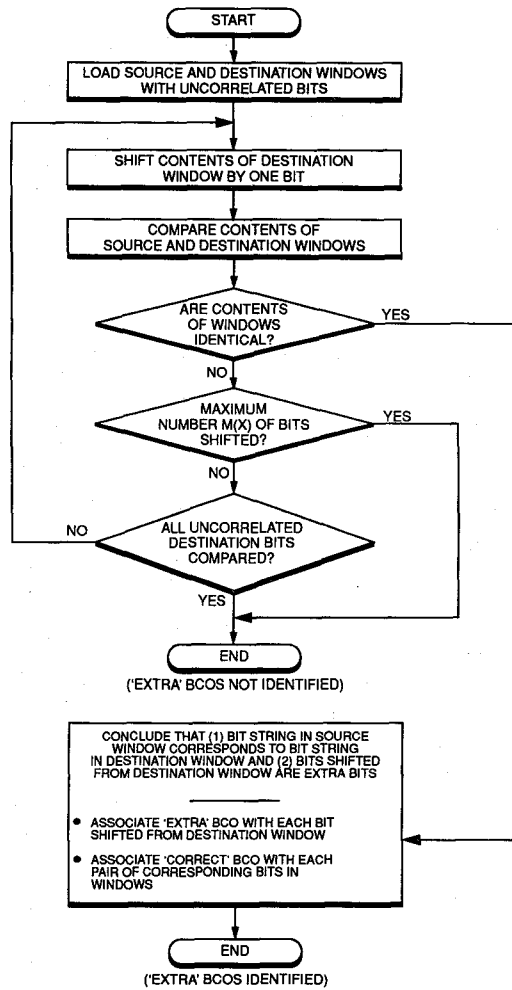 START
LOAD SOURCE AND DESTINATION WINDOWS
WITH UNCORRELATED BITS
SHIFT CONTENTS OF DESTINATION
WINDOW BY ONE BIT
COMPARE CONTENTS OF
SOURCE AND DESTINATION WINDOWS
ARE CONTENTS
OF WINDOWS
IDENTICAL?
YES
NO
MAXIMUM
NUMBER M(X) OF BITS
SHIFTED?
YES
NO
ALL UNCORRELATED
DESTINATION BITS
COMPARED?
NO
YES
END
('EXTRA' BCOS NOT IDENTIFIED)
CONCLUDE THAT (1) BIT STRING IN SOURCE
WINDOW CORRESPONDS TO BIT STRING
IN DESTINATION WINDOW AND (2) BITS SHIFTED
FROM DESTINATION WINDOW ARE EXTRA BITS
• ASSOCIATE 'EXTRA' BCO WITH EACH BIT
SHIFTED FROM DESTINATION WINDOW
• ASSOCIATE 'CORRECT' BCO WITH EACH
PAIR OF CORRESPONDING BITS IN
WINDOWS
END
('EXTRA' BCOS IDENTIFIED)